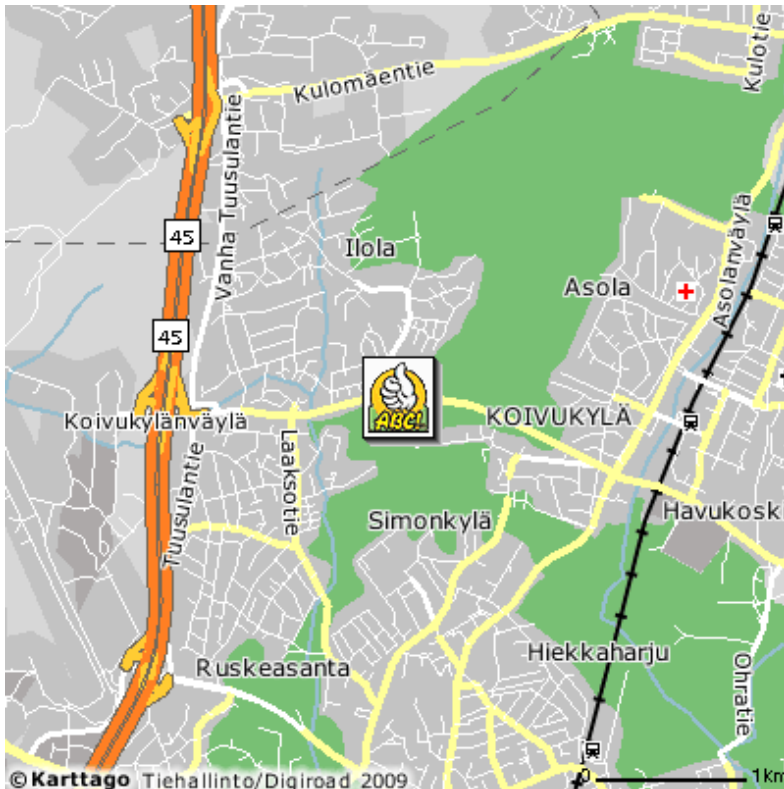 Kulotie
Kulomäentie
Vanha Tuusulantie
45
Ilola
Asola
Asolanväylä
45
ABC!
Koivukylänväylä
KOIVUKYLÄ
Laaksotie
Tuusulantie
Simonkylä
Havukosk
Ruskeasanta
Hiekkaharju
Ohratie
©Karttago Tiehallinto/Digiroad 2009
0 1km